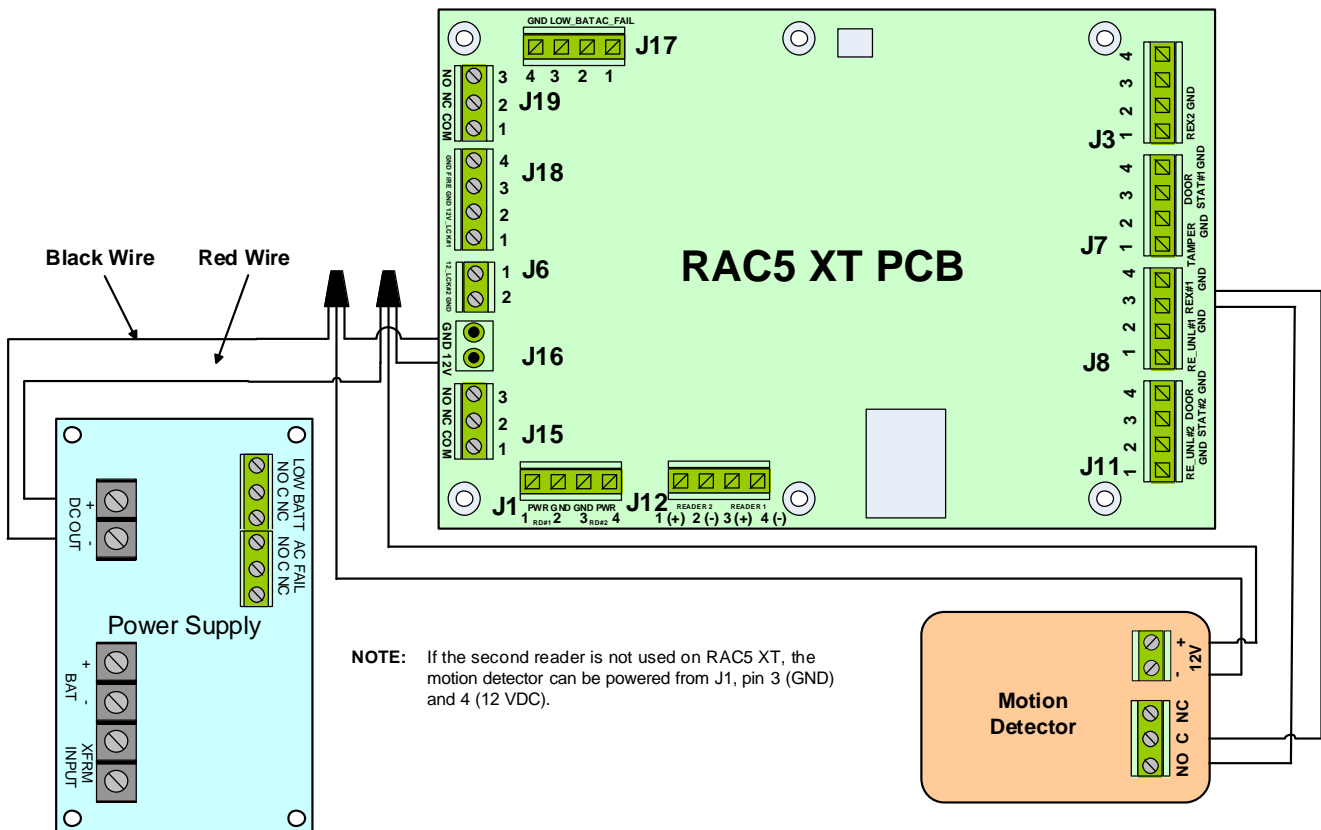 GND LOW_BAT AC_FAIL
J17
4 3 2 1
NO NC COM
3
2
1
J19
GND FIRE GND 12V_LCK#1
4
3
2
1
J18
12_LCK#2 GND
1
2
J6
GND 12V
J16
NO NC COM
3
2
1
J15
RAC5 XT PCB
4
3
2
1
J3
REX2 GND
4
3
2
1
J7
DOOR
STAT#1 GND
TAMPER
GND
4
3
2
1
J8
REX#1
GND
RE_UNL#1
GND
4
3
2
1
J11
RE_UNL#2 DOOR
GND STAT#2 GND
J1
PWR GND GND PWR
1 RD#1 2 3 RD#2 4
J12
READER 2 READER 1
1 (+) 2 (-) 3 (+) 4 (-)
Black Wire
Red Wire
DC OUT
+
-
LOW BATT
NO C NC
AC FAIL
NO C NC
Power Supply
+
BAT
-
XFRM
INPUT
NOTE: If the second reader is not used on RAC5 XT, the
motion detector can be powered from J1, pin 3 (GND)
and 4 (12 VDC).
Motion
Detector
+
-
12V
NO C NC